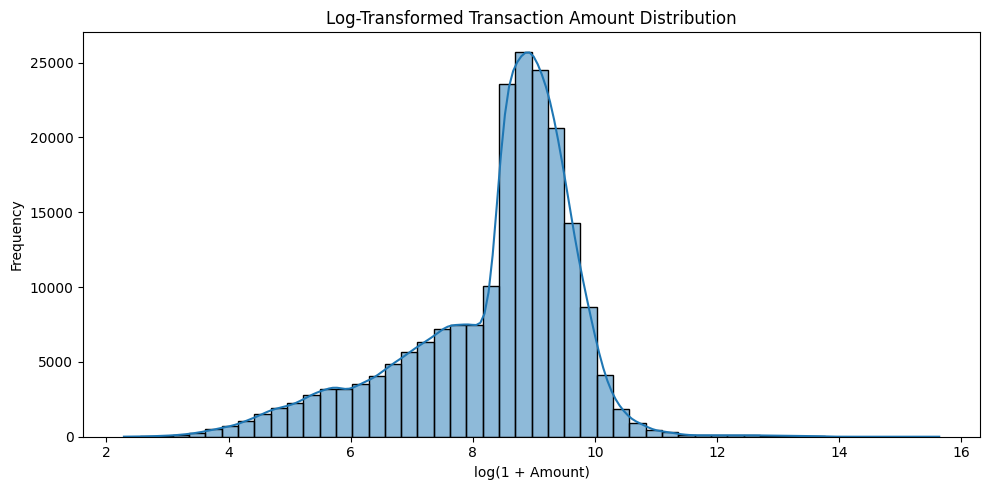 Log-Transformed Transaction Amount Distribution
Frequency
25000
20000
15000
10000
5000
0
2 4 6 8 10 12 14 16
log(1 + Amount)